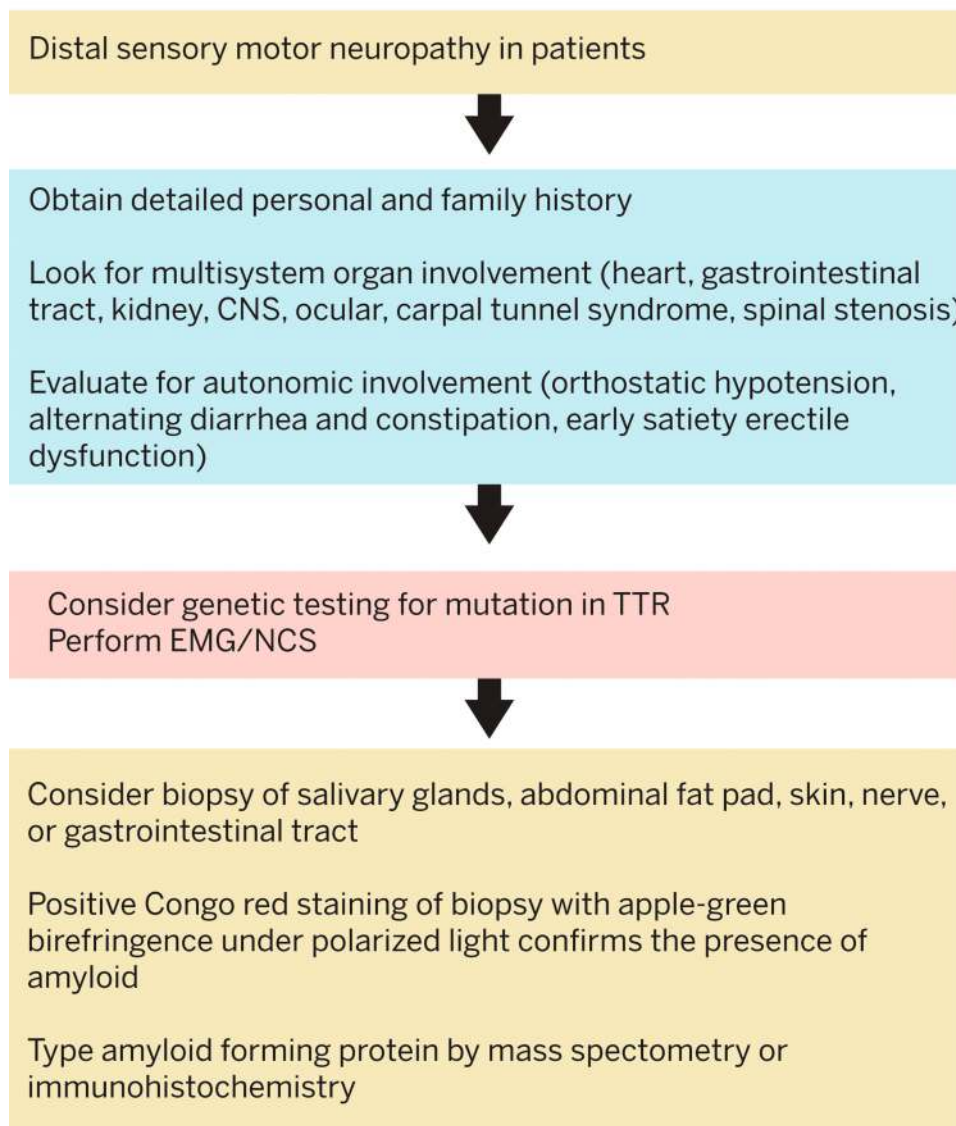 Distal sensory motor neuropathy in patients
Obtain detailed personal and family history
Look for multisystem organ involvement (heart, gastrointestinal
tract, kidney, CNS, ocular, carpal tunnel syndrome, spinal stenosis)
Evaluate for autonomic involvement (orthostatic hypotension,
alternating diarrhea and constipation, early satiety erectile
dysfunction)
Consider genetic testing for mutation in TTR
Perform EMG/NCS
Consider biopsy of salivary glands, abdominal fat pad, skin, nerve,
or gastrointestinal tract
Positive Congo red staining of biopsy with apple-green
birefringence under polarized light confirms the presence of
amyloid
Type amyloid forming protein by mass spectometry or
immunohistochemistry